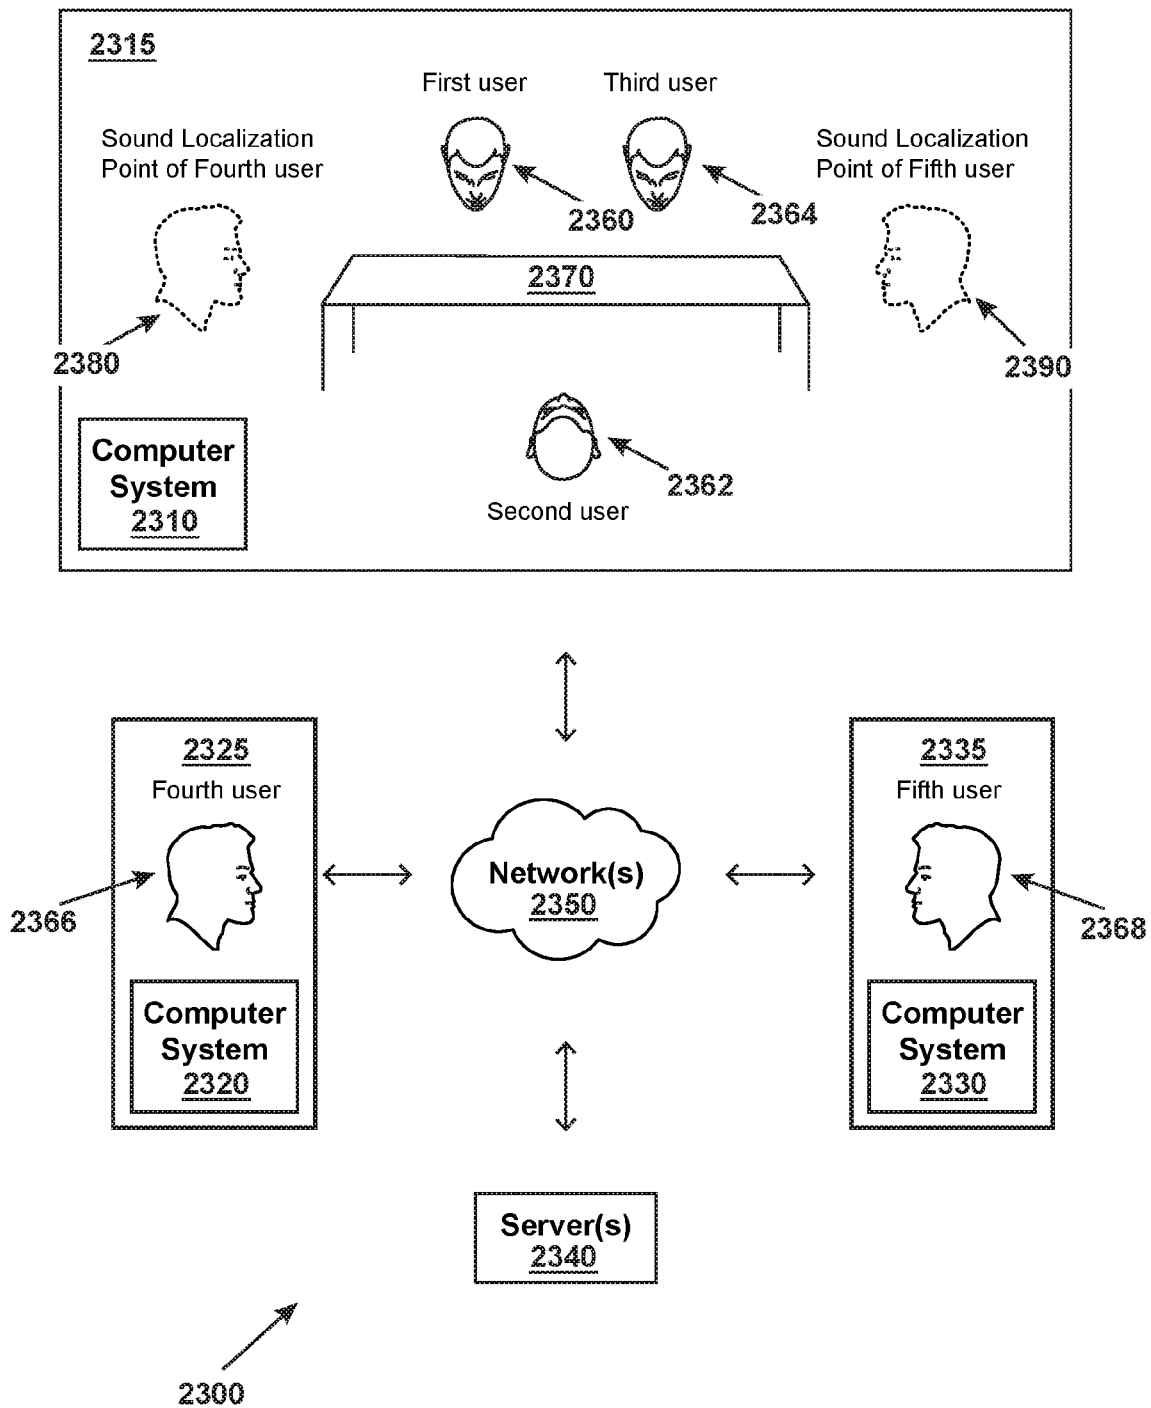 2315
First user
Third user
Sound Localization
Point of Fourth user
Sound Localization
Point of Fifth user
2360
2364
2370
2380
2390
Computer
System
2310
2362
Second user
2325
Fourth user
2366
Computer
System
2320
Network(s)
2350
2335
Fifth user
2368
Computer
System
2330
Server(s)
2340
2300